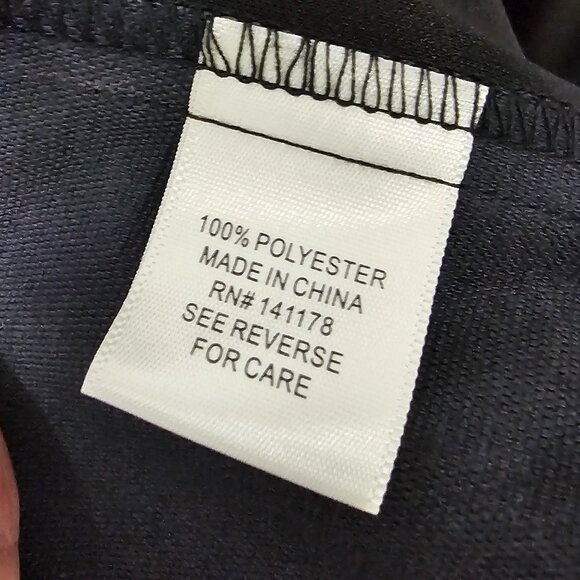 100% POLYESTER
MADE IN CHINA
RN# 141178
SEE REVERSE
FOR CARE